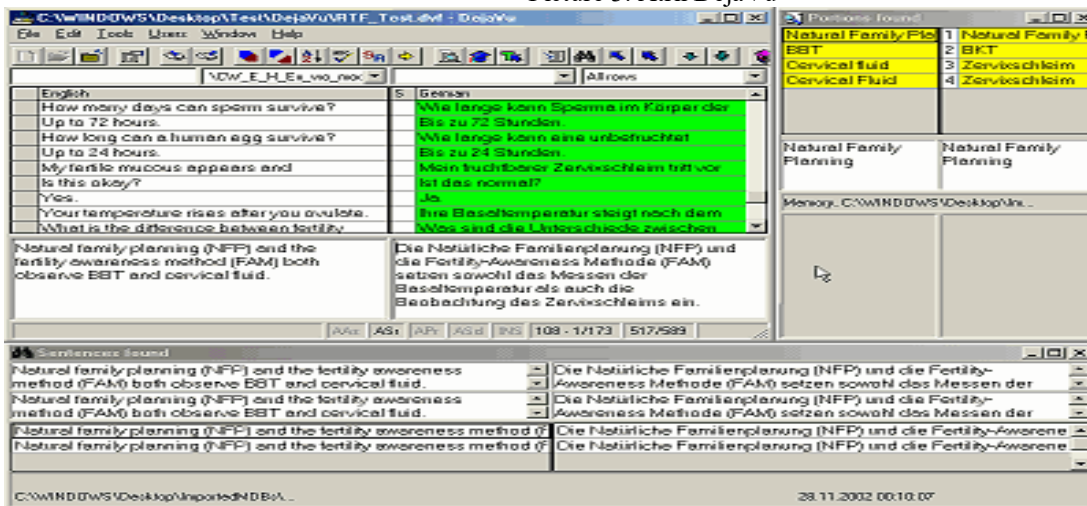 C:\WINDOWS\Desktop\Test\DejaVu\RTF_Test.dvf - DejaVu
File Edit Tools Users Window Help
All rows
English S German
How many days can sperm survive? Wie lange kann Sperma im Körper der
Up to 72 hours. Bis zu 72 Stunden.
How long can a human egg survive? Wie lange kann eine unbefruchtet
Up to 24 hours. Bis zu 24 Stunden.
My fertile mucous appears and Mein fruchtbarer Zervixschleim tritt vor
Is this okay? Ist das normal?
Yes. Ja.
Your temperature rises after you ovulate. Ihre Basaltemperatur steigt nach dem
What is the difference between fertility Was sind die Unterschiede zwischen
Natural family planning (NFP) and the
fertility awareness method (FAM) both
observe BBT and cervical fluid.
Die Natürliche Familienplanung (NFP) und
die Fertility-Awareness Methode (FAM)
setzen sowohl das Messen der
Basaltemperatur als auch die
Beobachtung des Zervixschleims ein.
AAs ASr APr ASd INS 108 - 1/173 517/589
Portions found
Natural Family Pla 1 Natural Family
BBT 2 BKT
Cervical fluid 3 Zervixschleim
Cervical Fluid 4 Zervixschleim
Natural Family
Planning
Natural Family
Planning
Memory: C:\WINDOWS\Desktop\Im...
Sentences found
Natural family planning (NFP) and the fertility awareness
method (FAM) both observe BBT and cervical fluid.
Die Natürliche Familienplanung (NFP) und die Fertility-
Awareness Methode (FAM) setzen sowohl das Messen der
Natural family planning (NFP) and the fertility awareness
method (FAM) both observe BBT and cervical fluid.
Die Natürliche Familienplanung (NFP) und die Fertility-
Awareness Methode (FAM) setzen sowohl das Messen der
Natural family planning (NFP) and the fertility awareness method (F Die Natürliche Familienplanung (NFP) und die Fertility-Awarene
Natural family planning (NFP) and the fertility awareness method (F Die Natürliche Familienplanung (NFP) und die Fertility-Awarene
C:\WINDOWS\Desktop\ImportedMDBs\... 28.11.2002 00:10:07